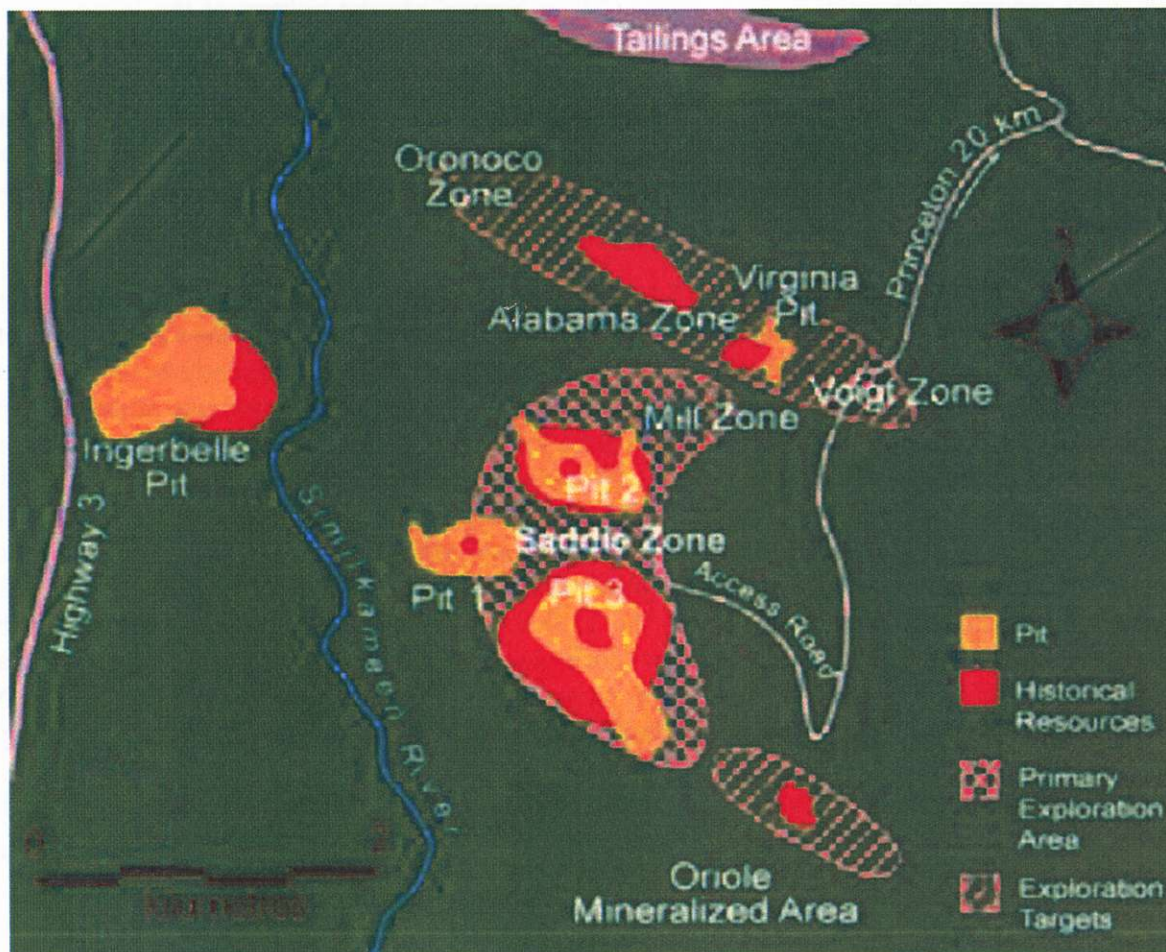 Tailings Area
Oronoco
Zone
Princeton 20 km
Virginia
Pit
Alabama Zone
Voigt Zone
Mill Zone
Ingerbelle
Pit
Pit 2
Highway 3
Similkameen River
Saddle Zone
Pit 1
Pit 3
Access Road
Pit
Historical
Resources
Primary
Exploration
Area
Exploration
Targets
Oriole
Mineralized Area